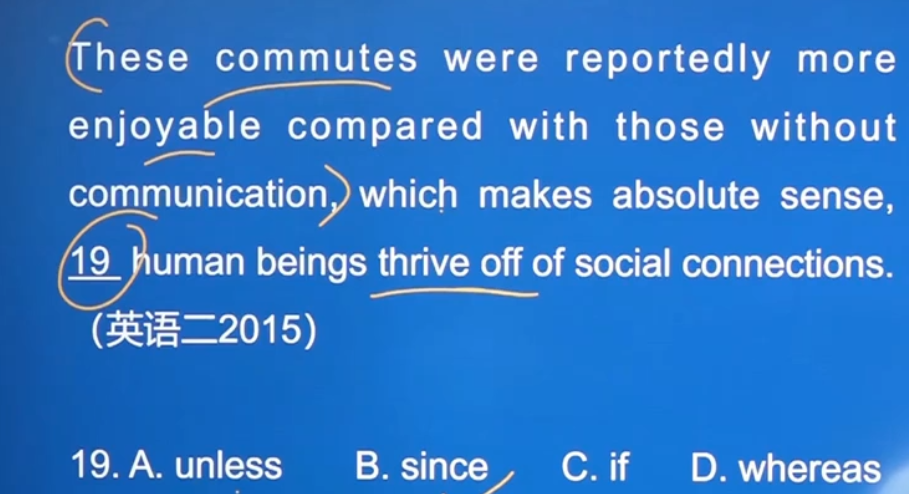 These commutes were reportedly more
enjoyable compared with those without
communication, which makes absolute sense,
19 human beings thrive off of social connections.
(英语二2015)
19. A. unless B. since C. if D. whereas